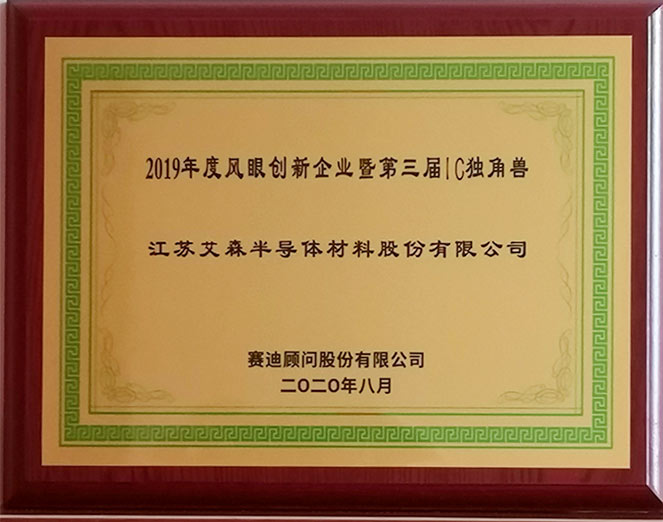 2019年度风眼创新企业暨第三届IC独角兽
江苏艾森半导体材料股份有限公司
赛迪顾问股份有限公司
二O二O年八月